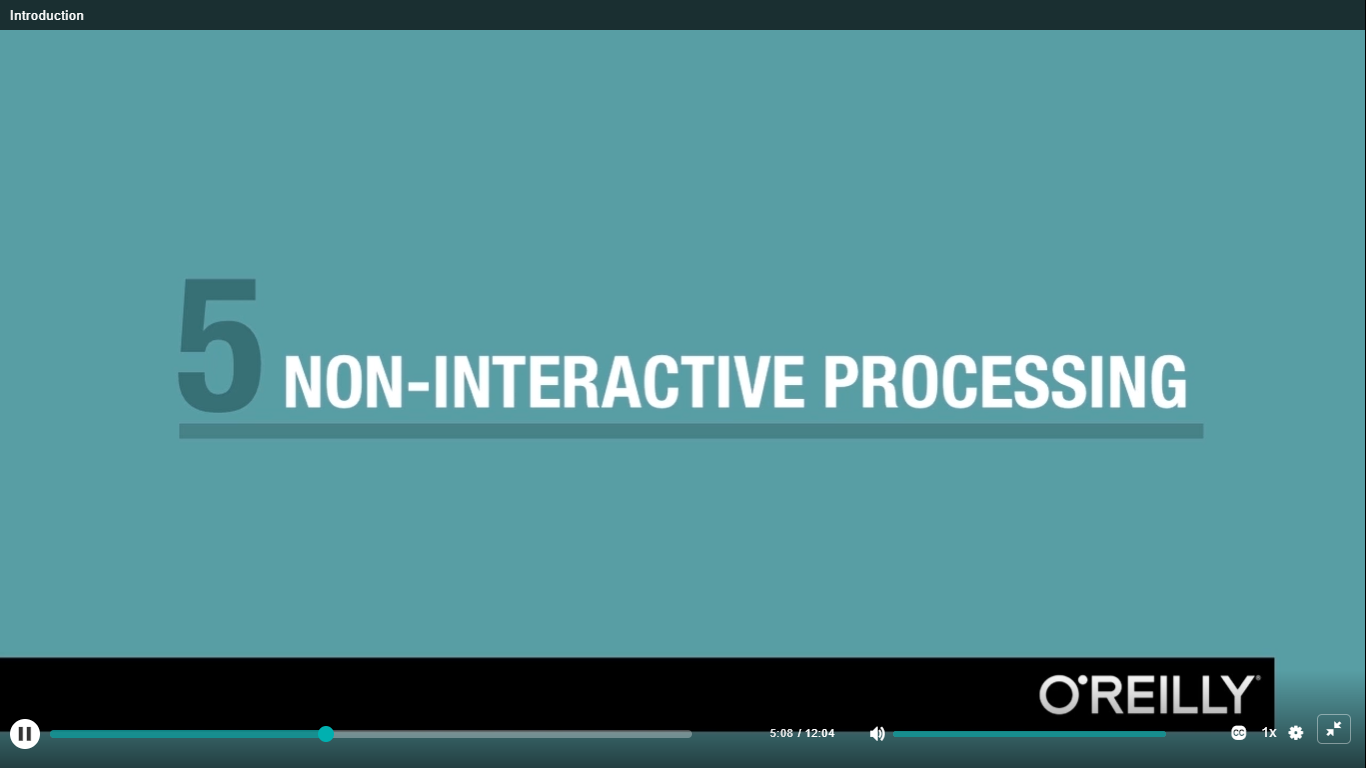 Introduction
5 NON-INTERACTIVE PROCESSING
O'REILLY®
5:08 / 12:04
CC
1x